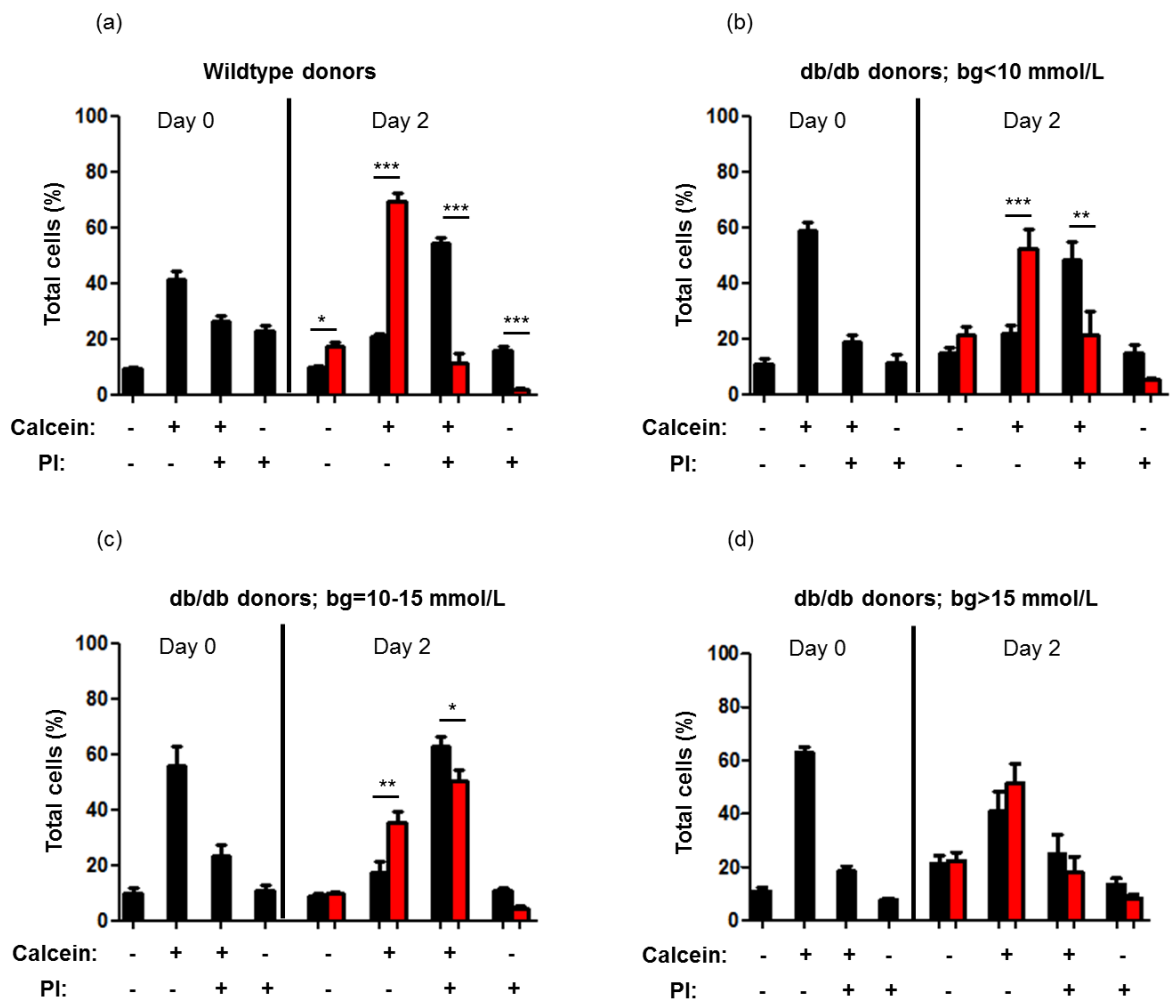 (a)
Wildtype donors
Day 0
Day 2
Total cells (%)
100
80
60
40
20
0
*
***
***
***
Calcein: - + + - - + + -
PI: - - + + - - + +
(b)
db/db donors; bg<10 mmol/L
Day 0
Day 2
Total cells (%)
100
80
60
40
20
0
***
**
Calcein: - + + - - + + -
PI: - - + + - - + +
(c)
db/db donors; bg=10-15 mmol/L
Day 0
Day 2
Total cells (%)
100
80
60
40
20
0
**
*
Calcein: - + + - - + + -
PI: - - + + - - + +
(d)
db/db donors; bg>15 mmol/L
Day 0
Day 2
Total cells (%)
100
80
60
40
20
0
Calcein: - + + - - + + -
PI: - - + + - - + +